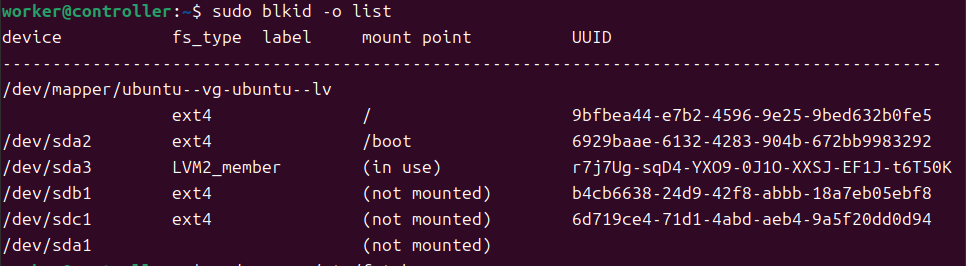 worker@controller:~$ sudo blkid -o list
device fs_type label mount point UUID
--------------------------------------------------------------------------------------------
/dev/mapper/ubuntu--vg-ubuntu--lv
ext4 / 9bfbea44-e7b2-4596-9e25-9bed632b0fe5
/dev/sda2 ext4 /boot 6929baae-6132-4283-904b-672bb9983292
/dev/sda3 LVM2_member (in use) r7j7Ug-sqD4-YXO9-0J1O-XXSJ-EF1J-t6T50K
/dev/sdb1 ext4 (not mounted) b4cb6638-24d9-42f8-abbb-18a7eb05ebf8
/dev/sdc1 ext4 (not mounted) 6d719ce4-71d1-4abd-aeb4-9a5f20dd0d94
/dev/sda1 (not mounted)